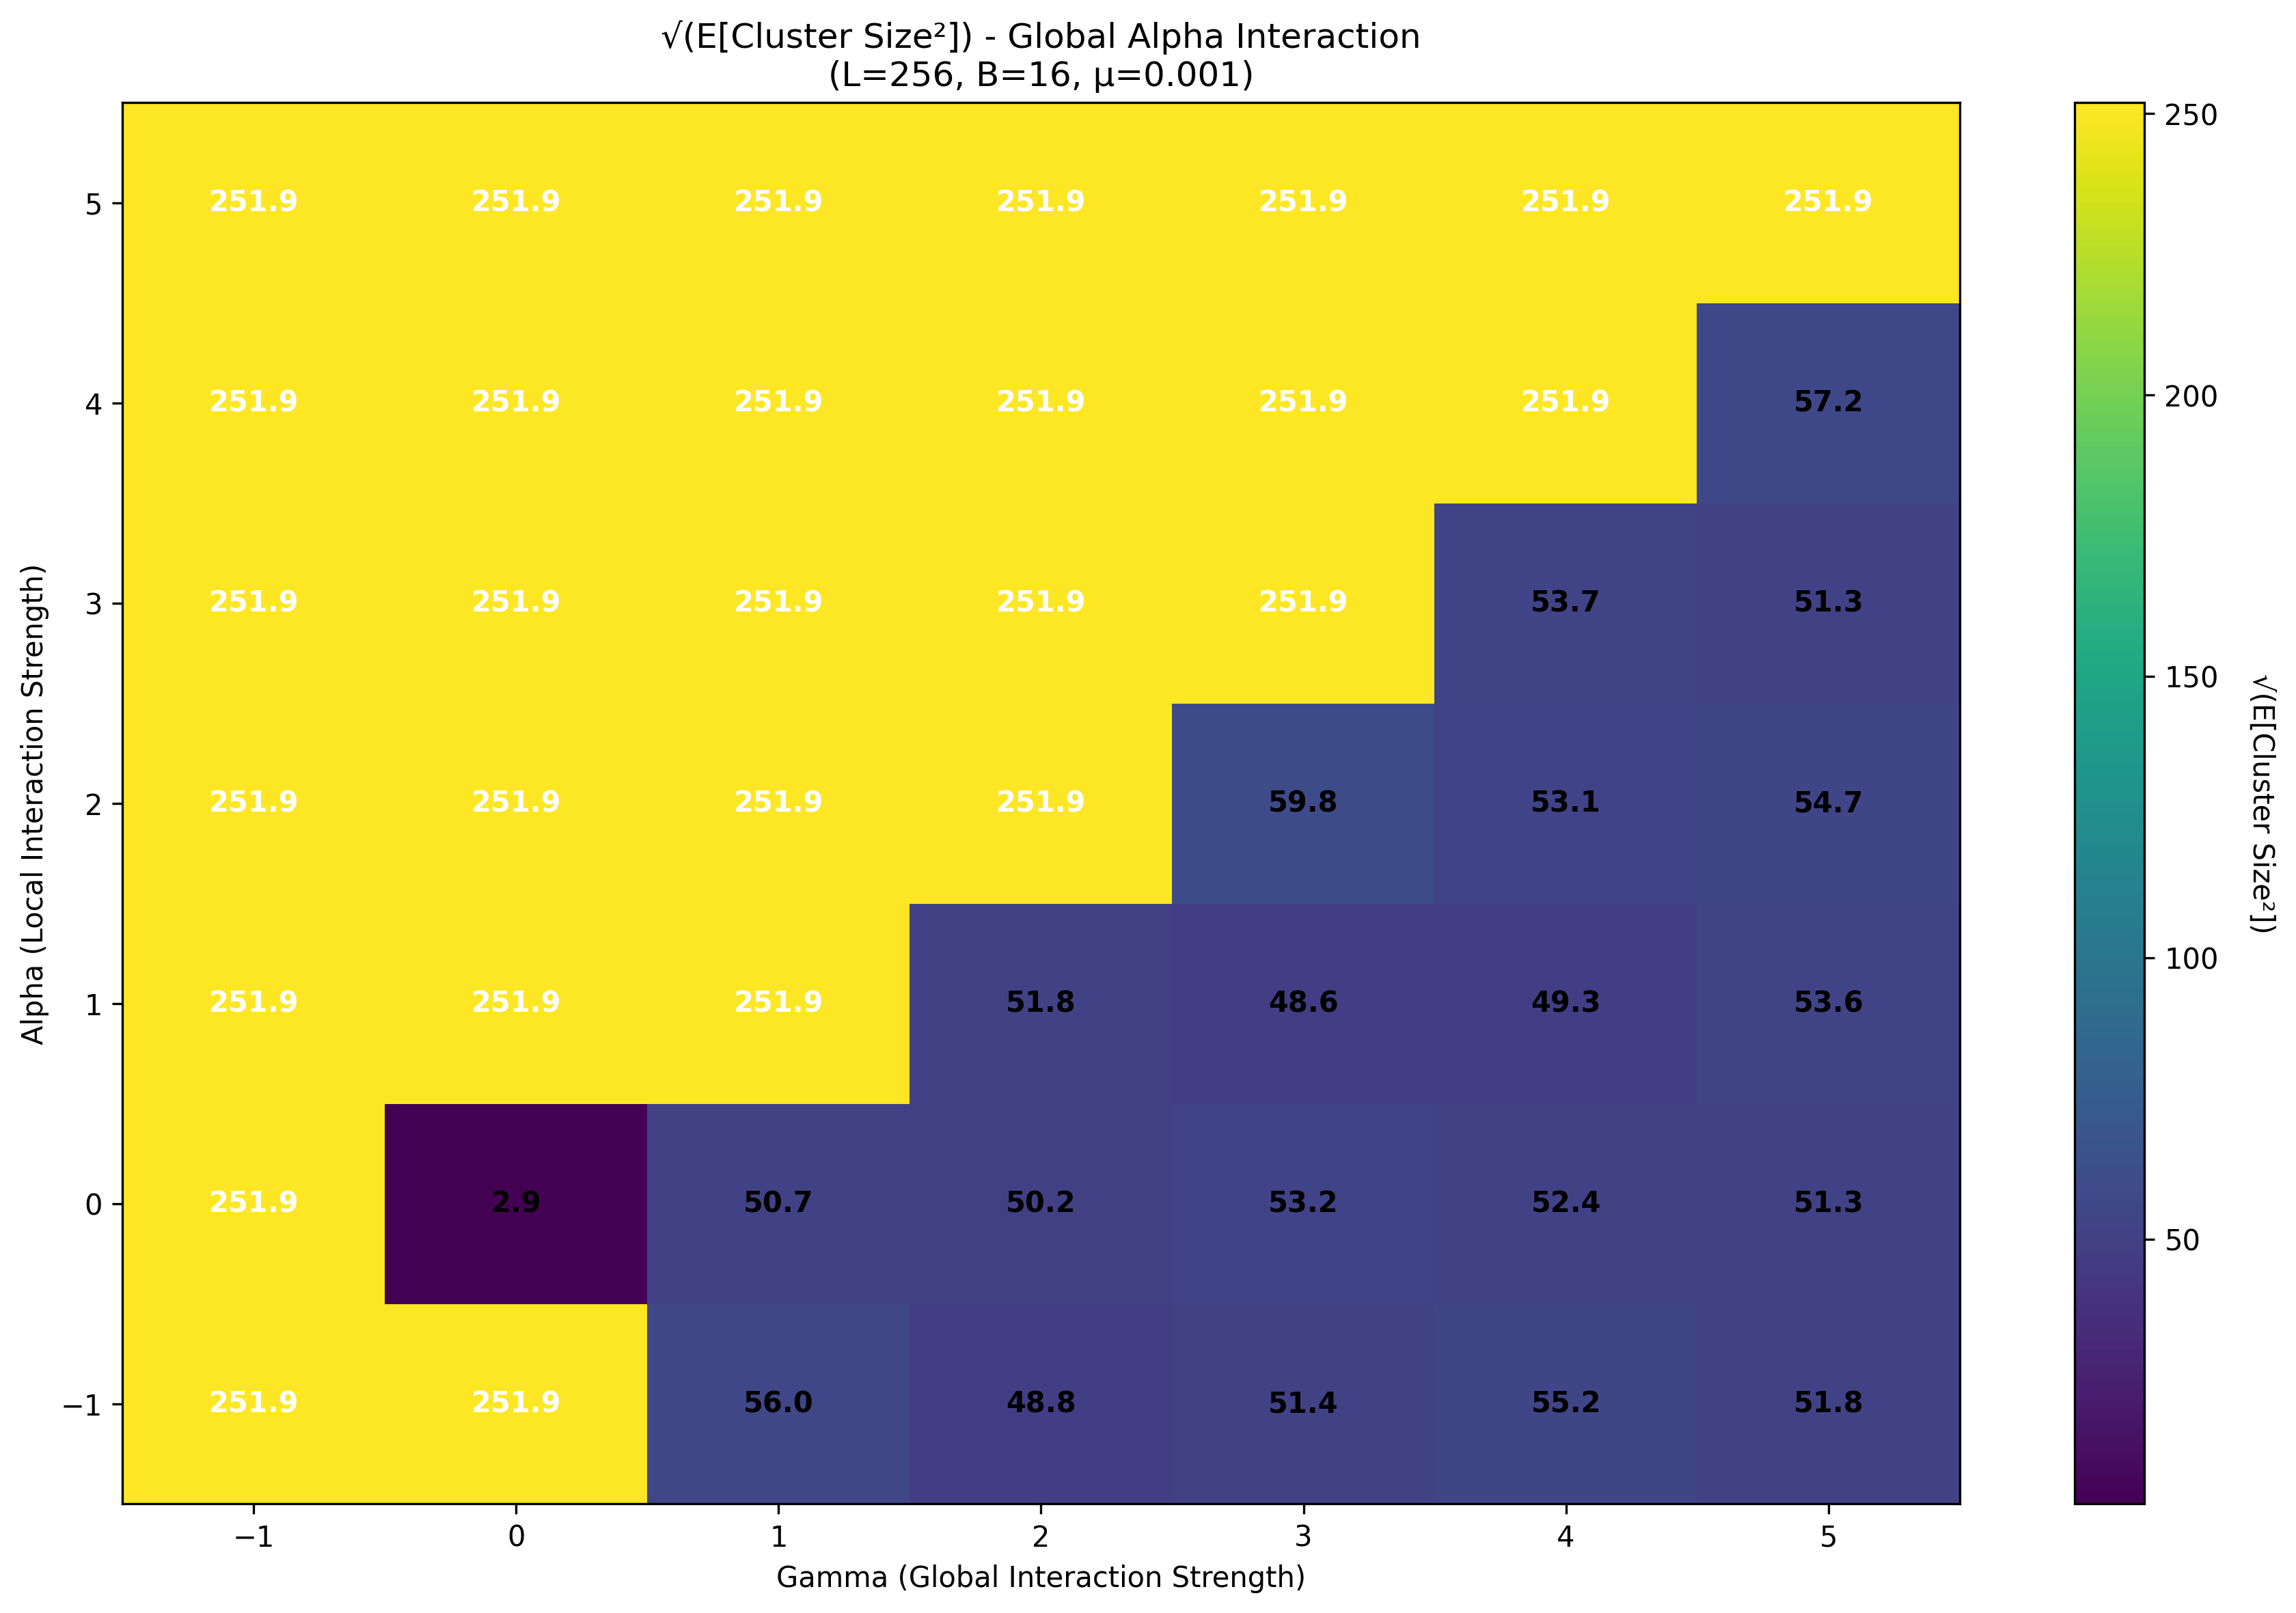 √(E[Cluster Size²]) - Global Alpha Interaction
(L=256, B=16, μ=0.001)
Alpha (Local Interaction Strength)
5 251.9 251.9 251.9 251.9 251.9 251.9 251.9
4 251.9 251.9 251.9 251.9 251.9 251.9 57.2
3 251.9 251.9 251.9 251.9 251.9 53.7 51.3
2 251.9 251.9 251.9 251.9 59.8 53.1 54.7
1 251.9 251.9 251.9 51.8 48.6 49.3 53.6
0 251.9 2.9 50.7 50.2 53.2 52.4 51.3
−1 251.9 251.9 56.0 48.8 51.4 55.2 51.8
−1 0 1 2 3 4 5
Gamma (Global Interaction Strength)
250
200
150
100
50
√(E[Cluster Size²])